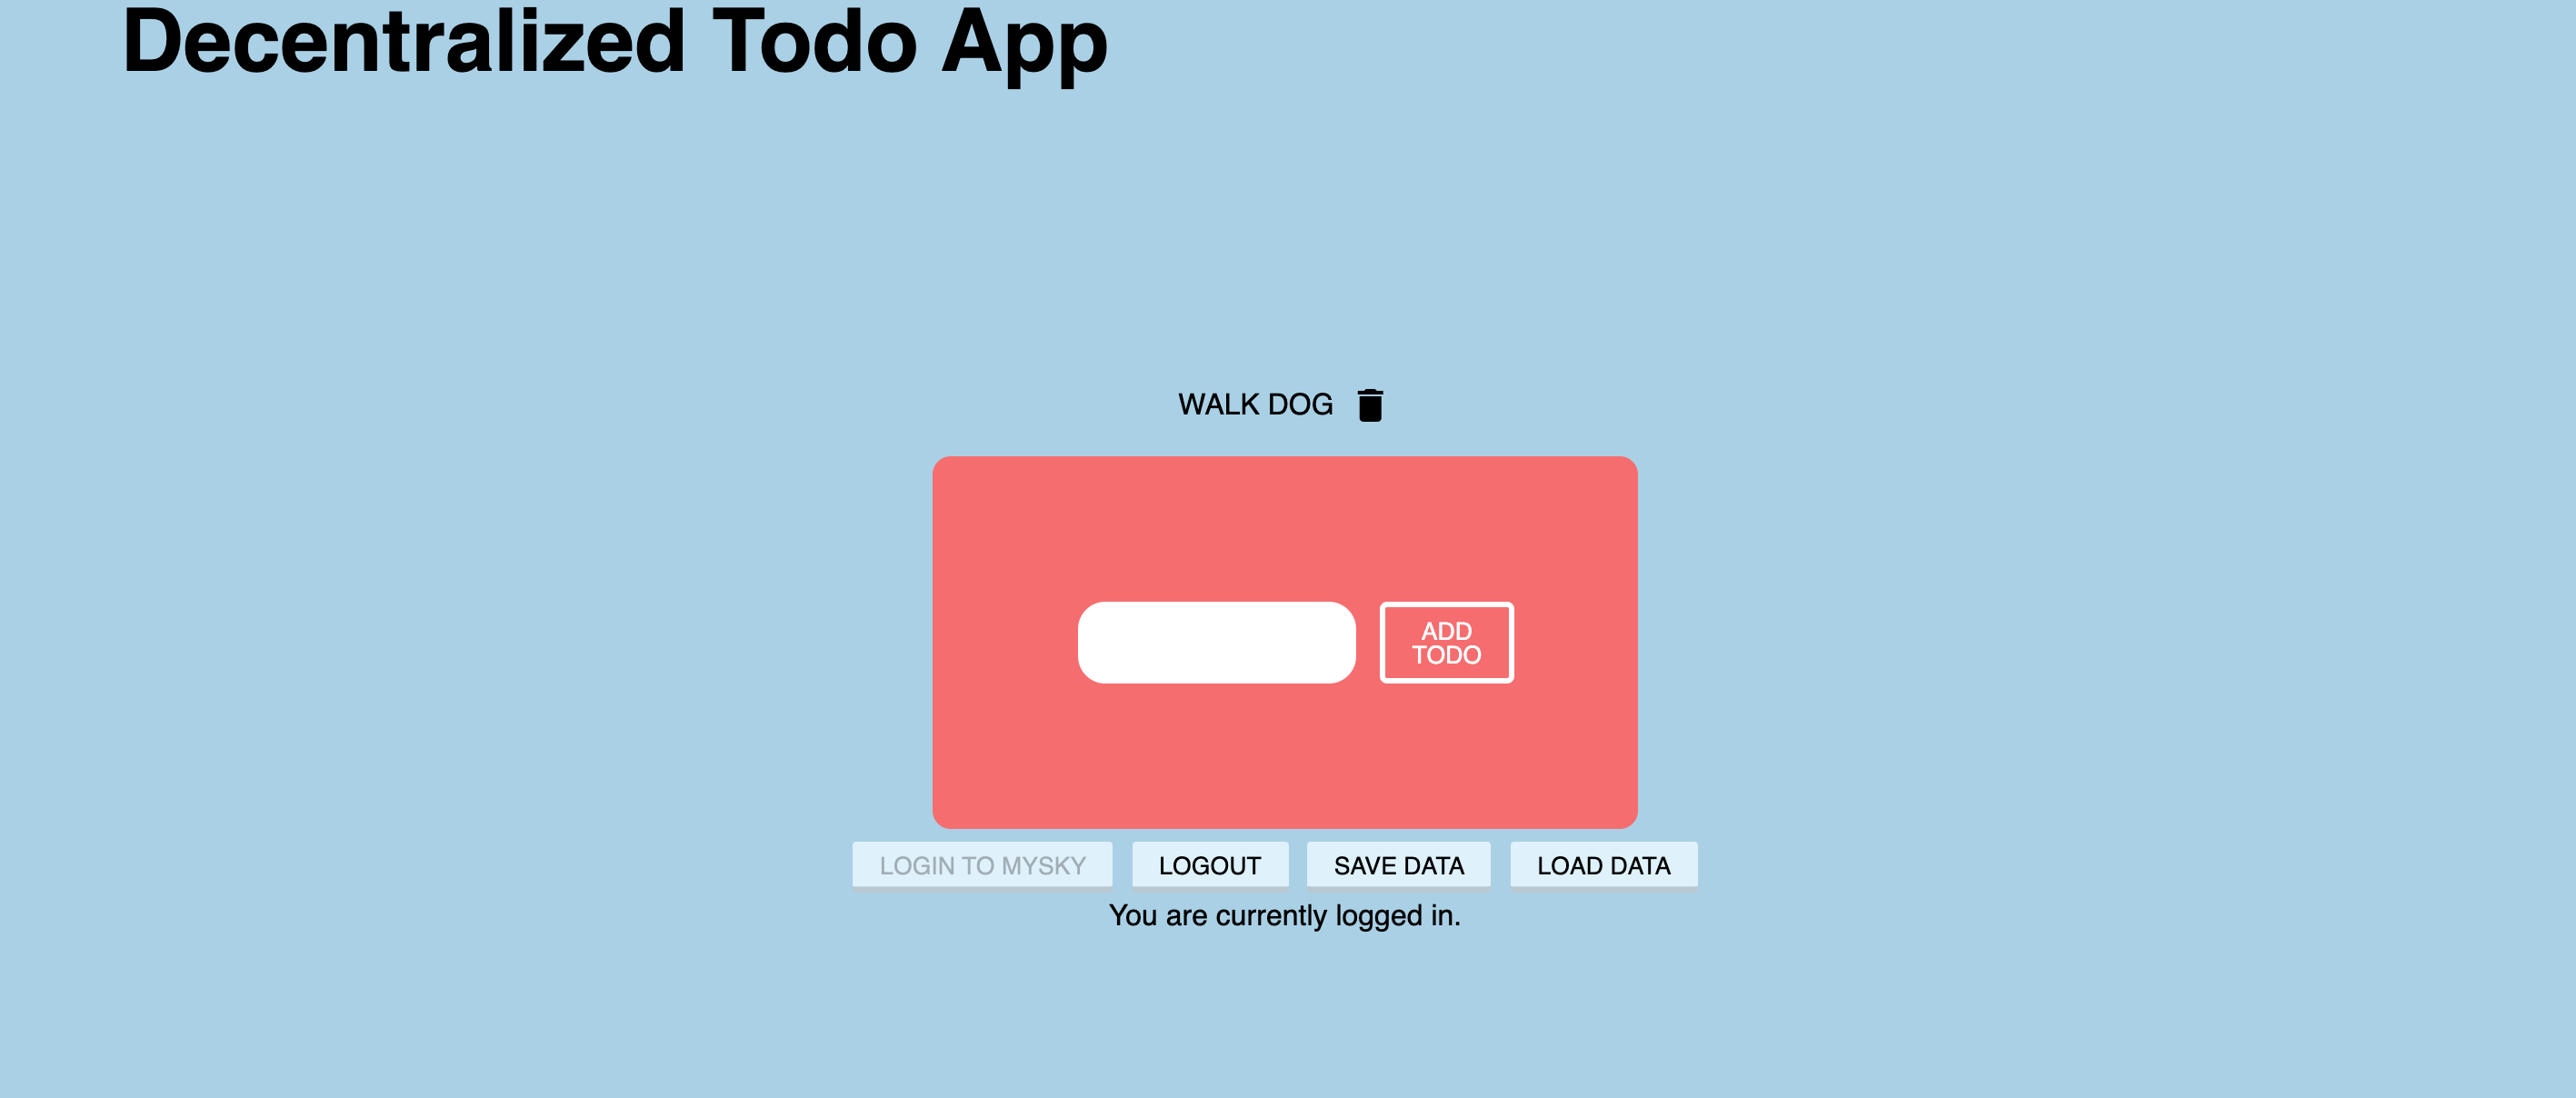 Decentralized Todo App
WALK DOG
ADD
TODO
LOGIN TO MYSKY
LOGOUT
SAVE DATA
LOAD DATA
You are currently logged in.